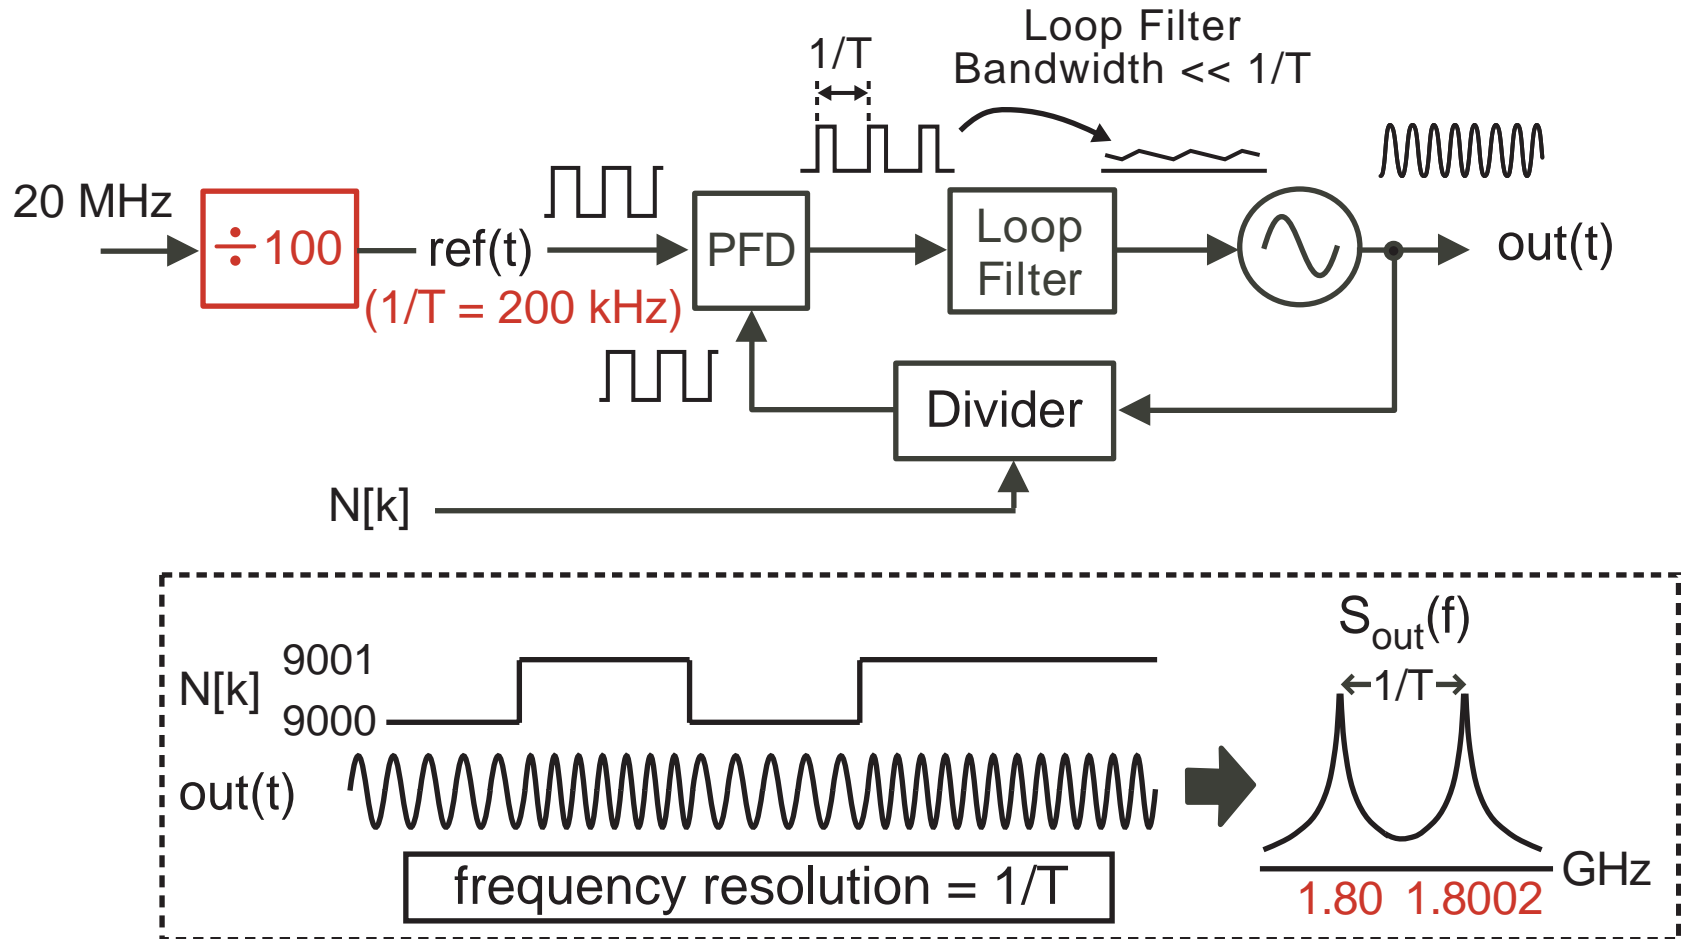 Loop Filter
Bandwidth << 1/T
1/T
20 MHz
÷100
ref(t)
(1/T = 200 kHz)
PFD
Loop
Filter
out(t)
Divider
N[k]
S_out(f)
1/T
9001
N[k]
9000
out(t)
frequency resolution = 1/T
GHz
1.80 1.8002